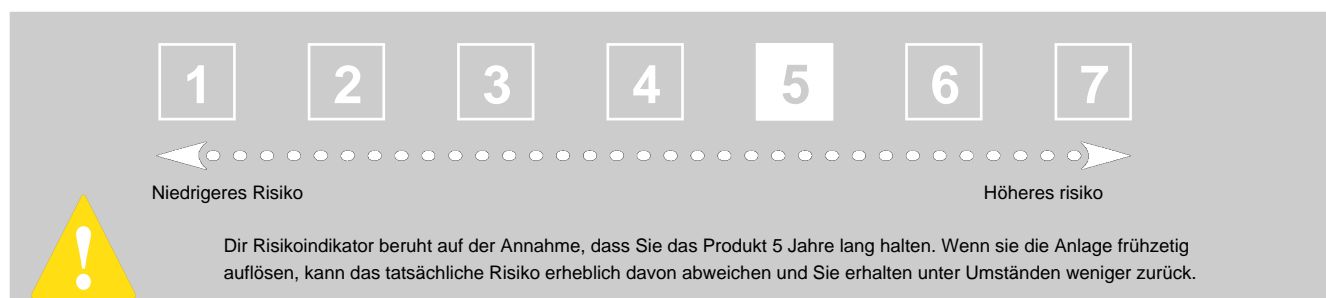 1 2 3 4 5 6 7
Niedrigeres Risiko Höheres risiko
!
Dir Risikoindikator beruht auf der Annahme, dass Sie das Produkt 5 Jahre lang halten. Wenn sie die Anlage frühzetig
auflösen, kann das tatsächliche Risiko erheblich davon abweichen und Sie erhalten unter Umständen weniger zurück.